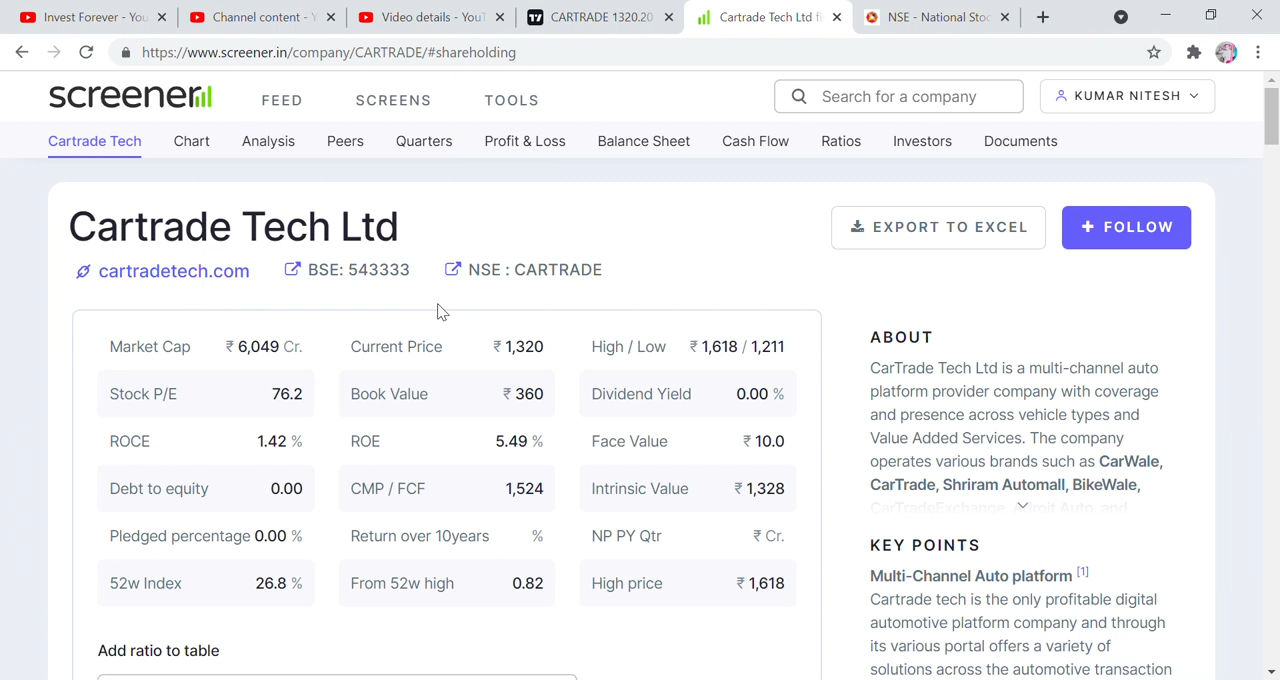 Invest Forever - You
Channel content - Y
Video details - YouT
CARTRADE 1320.20
Cartrade Tech Ltd fi
NSE - National Stoc
https://www.screener.in/company/CARTRADE/#shareholding
screener
FEED
SCREENS
TOOLS
Search for a company
KUMAR NITESH
Cartrade Tech
Chart
Analysis
Peers
Quarters
Profit & Loss
Balance Sheet
Cash Flow
Ratios
Investors
Documents
Cartrade Tech Ltd
EXPORT TO EXCEL
+ FOLLOW
cartradetech.com
BSE: 543333
NSE : CARTRADE
Market Cap ₹ 6,049 Cr.
Current Price ₹ 1,320
High / Low ₹ 1,618 / 1,211
Stock P/E 76.2
Book Value ₹ 360
Dividend Yield 0.00 %
ROCE 1.42 %
ROE 5.49 %
Face Value ₹ 10.0
Debt to equity 0.00
CMP / FCF 1,524
Intrinsic Value ₹ 1,328
Pledged percentage 0.00 %
Return over 10years %
NP PY Qtr ₹ Cr.
52w Index 26.8 %
From 52w high 0.82
High price ₹ 1,618
Add ratio to table
ABOUT
CarTrade Tech Ltd is a multi-channel auto
platform provider company with coverage
and presence across vehicle types and
Value Added Services. The company
operates various brands such as CarWale,
CarTrade, Shriram Automall, BikeWale,
CarTradeExchange, Adroit Auto, and
KEY POINTS
Multi-Channel Auto platform [1]
Cartrade tech is the only profitable digital
automotive platform company and through
its various portal offers a variety of
solutions across the automotive transaction